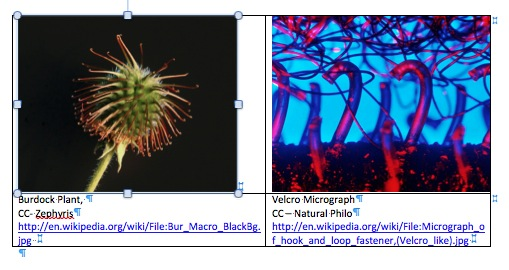 Burdock Plant,
CC- Zephyris
http://en.wikipedia.org/wiki/File:Bur_Macro_BlackBg.
jpg
Velcro Micrograph
CC – Natural Philo
http://en.wikipedia.org/wiki/File:Micrograph_o
f_hook_and_loop_fastener,(Velcro_like).jpg